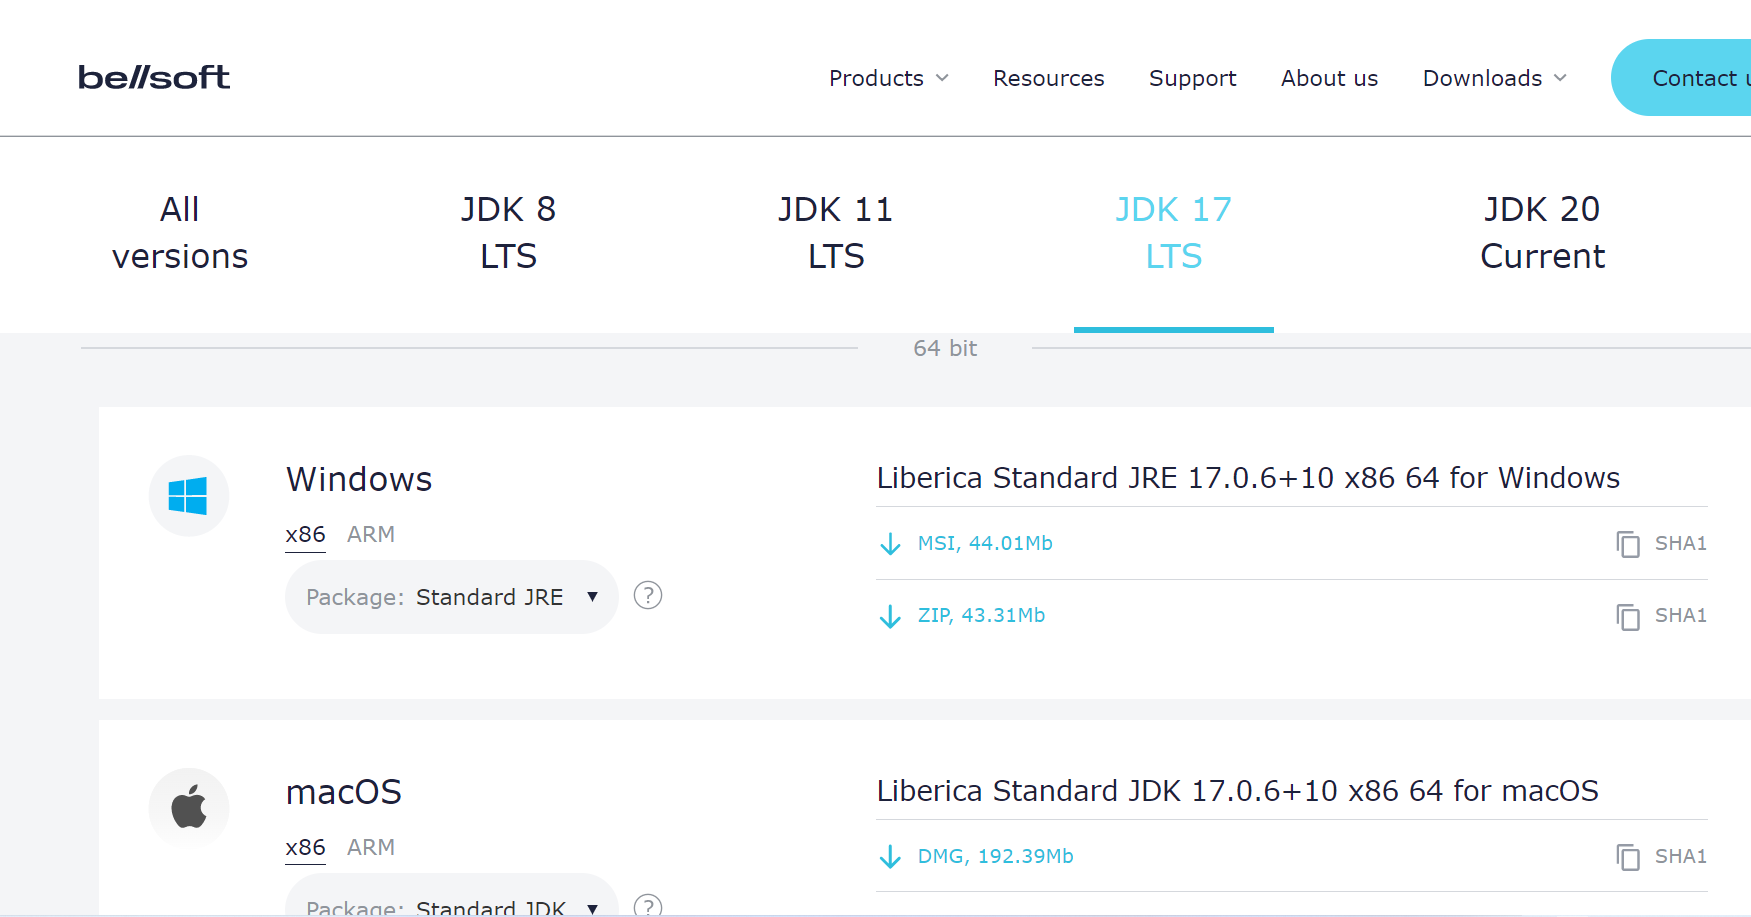 bellsoft
Products Resources Support About us Downloads Contact
All versions
JDK 8 LTS
JDK 11 LTS
JDK 17 LTS
JDK 20 Current
64 bit
Windows
x86 ARM
Package: Standard JRE ▼ ?
Liberica Standard JRE 17.0.6+10 x86 64 for Windows
MSI, 44.01Mb SHA1
ZIP, 43.31Mb SHA1
macOS
x86 ARM
Package: Standard JDK ▼ ?
Liberica Standard JDK 17.0.6+10 x86 64 for macOS
DMG, 192.39Mb SHA1